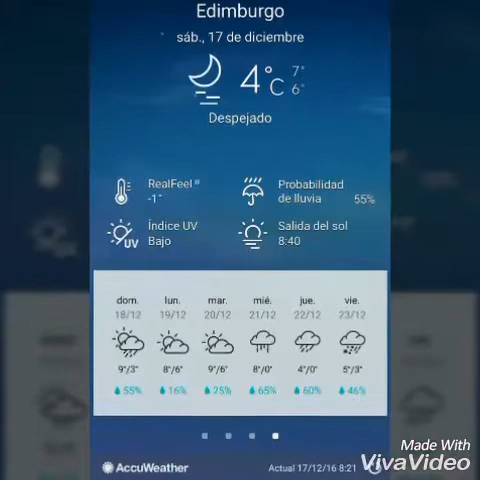 Edimburgo
sáb., 17 de diciembre
4°C 7° 6°
Despejado
RealFeel®
-1°
Probabilidad de lluvia 55%
Índice UV
Bajo
Salida del sol
8:40
dom. lun. mar. mié. jue. vie.
18/12 19/12 20/12 21/12 22/12 23/12
9°/3° 8°/6° 9°/6° 8°/0° 4°/0° 5°/3°
55% 16% 25% 65% 60% 46%
AccuWeather
Actual 17/12/16 8:21
Made With
VivaVideo